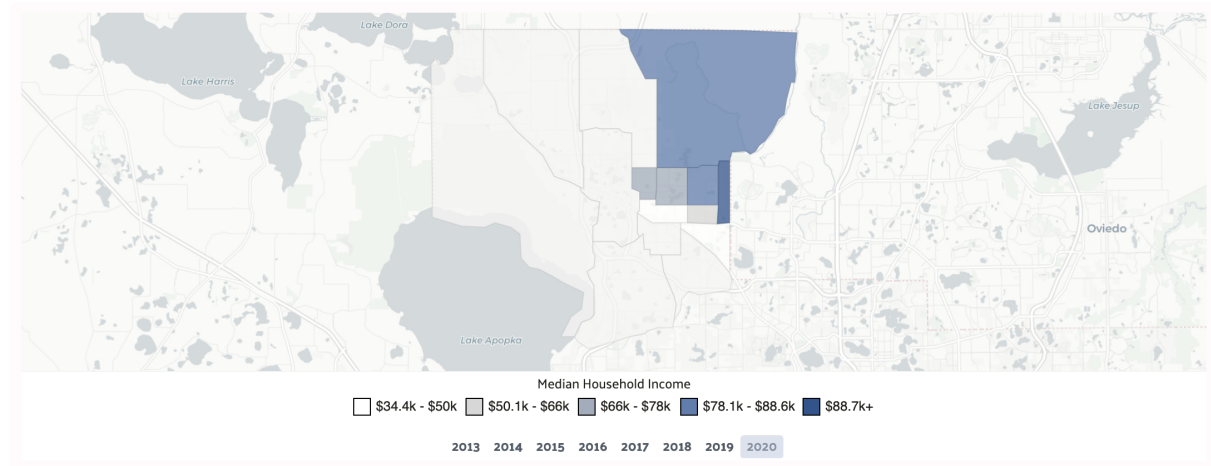 Lake Dora
Lake Harris
Lake Jesup
Oviedo
Lake Apopka
Median Household Income
$34.4k - $50k $50.1k - $66k $66k - $78k $78.1k - $88.6k $88.7k+
2013 2014 2015 2016 2017 2018 2019 2020